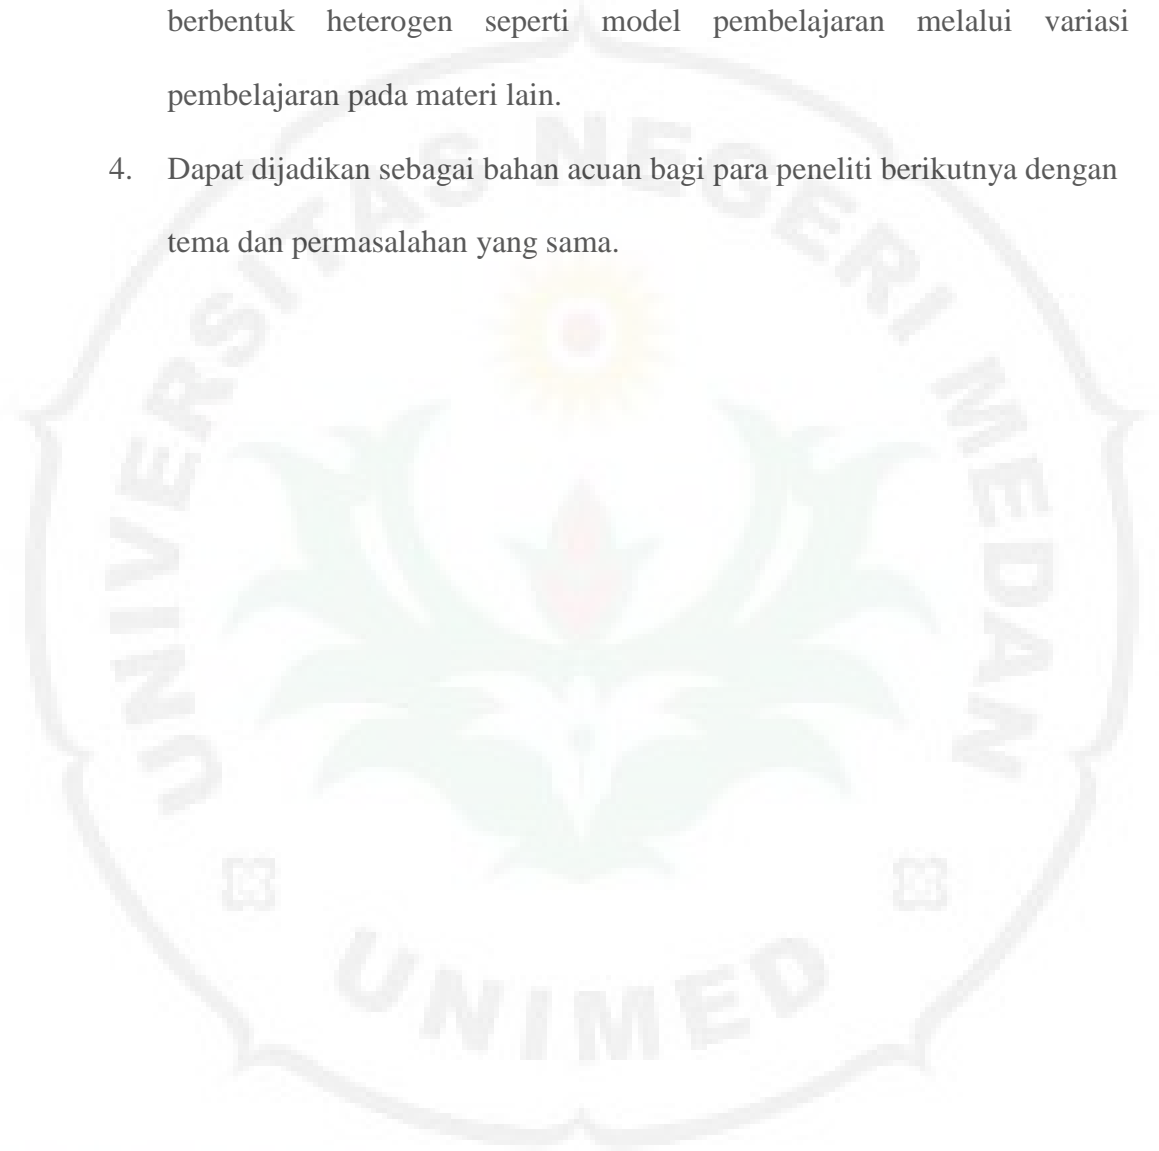 berbentuk heterogen seperti model pembelajaran melalui variasi
pembelajaran pada materi lain.
4. Dapat dijadikan sebagai bahan acuan bagi para peneliti berikutnya dengan
tema dan permasalahan yang sama.
UNIVERSITAS NEGERI MEDAN
UNIMED